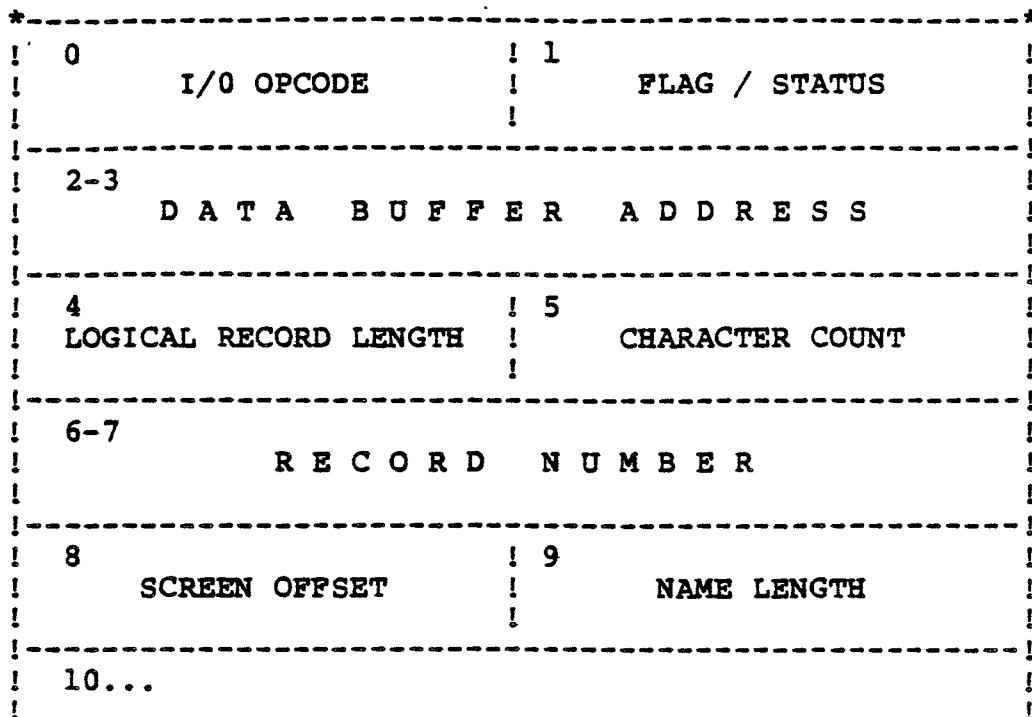 *--------------------------------------------------*
! 0 ! 1 !
! I/0 OPCODE ! FLAG / STATUS !
! ! !
!--------------------------------------------------!
! 2-3 !
! D A T A B U F F E R A D D R E S S !
! !
!--------------------------------------------------!
! 4 ! 5 !
! LOGICAL RECORD LENGTH ! CHARACTER COUNT !
! ! !
!--------------------------------------------------!
! 6-7 !
! R E C O R D N U M B E R !
! !
!--------------------------------------------------!
! 8 ! 9 !
! SCREEN OFFSET ! NAME LENGTH !
! ! !
!--------------------------------------------------!
! 10... !
! !